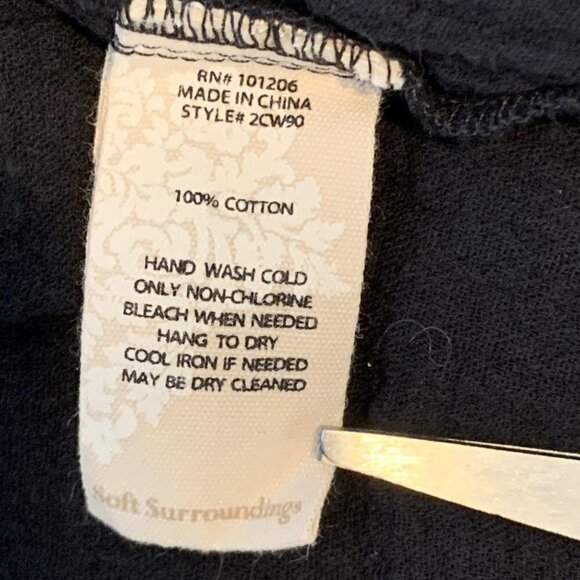 RN# 101206
MADE IN CHINA
STYLE# 2CW90
100% COTTON
HAND WASH COLD
ONLY NON-CHLORINE
BLEACH WHEN NEEDED
HANG TO DRY
COOL IRON IF NEEDED
MAY BE DRY CLEANED
Soft Surroundings